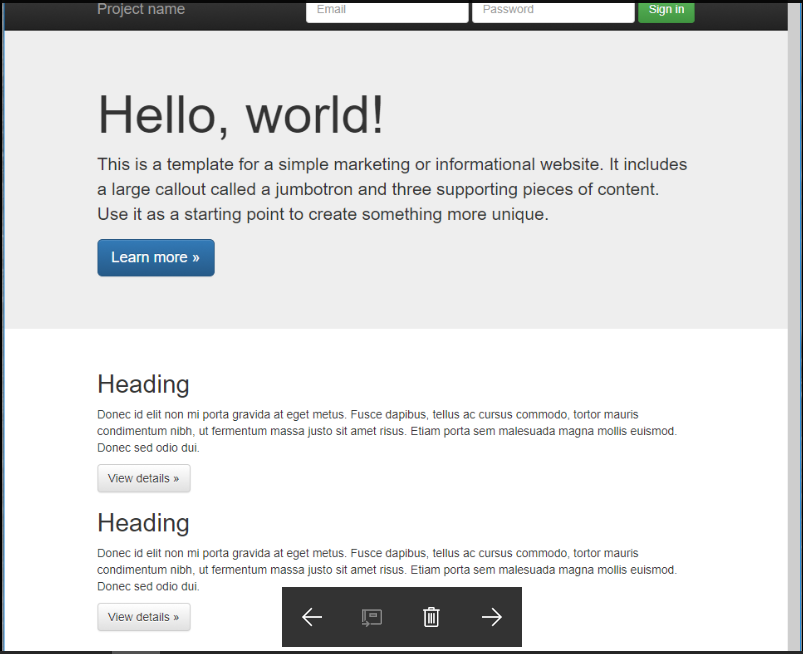 Project name
Email
Password
Sign in
Hello, world!
This is a template for a simple marketing or informational website. It includes
a large callout called a jumbotron and three supporting pieces of content.
Use it as a starting point to create something more unique.
Learn more »
Heading
Donec id elit non mi porta gravida at eget metus. Fusce dapibus, tellus ac cursus commodo, tortor mauris
condimentum nibh, ut fermentum massa justo sit amet risus. Etiam porta sem malesuada magna mollis euismod.
Donec sed odio dui.
View details »
Heading
Donec id elit non mi porta gravida at eget metus. Fusce dapibus, tellus ac cursus commodo, tortor mauris
condimentum nibh, ut fermentum massa justo sit amet risus. Etiam porta sem malesuada magna mollis euismod.
Donec sed odio dui.
View details »